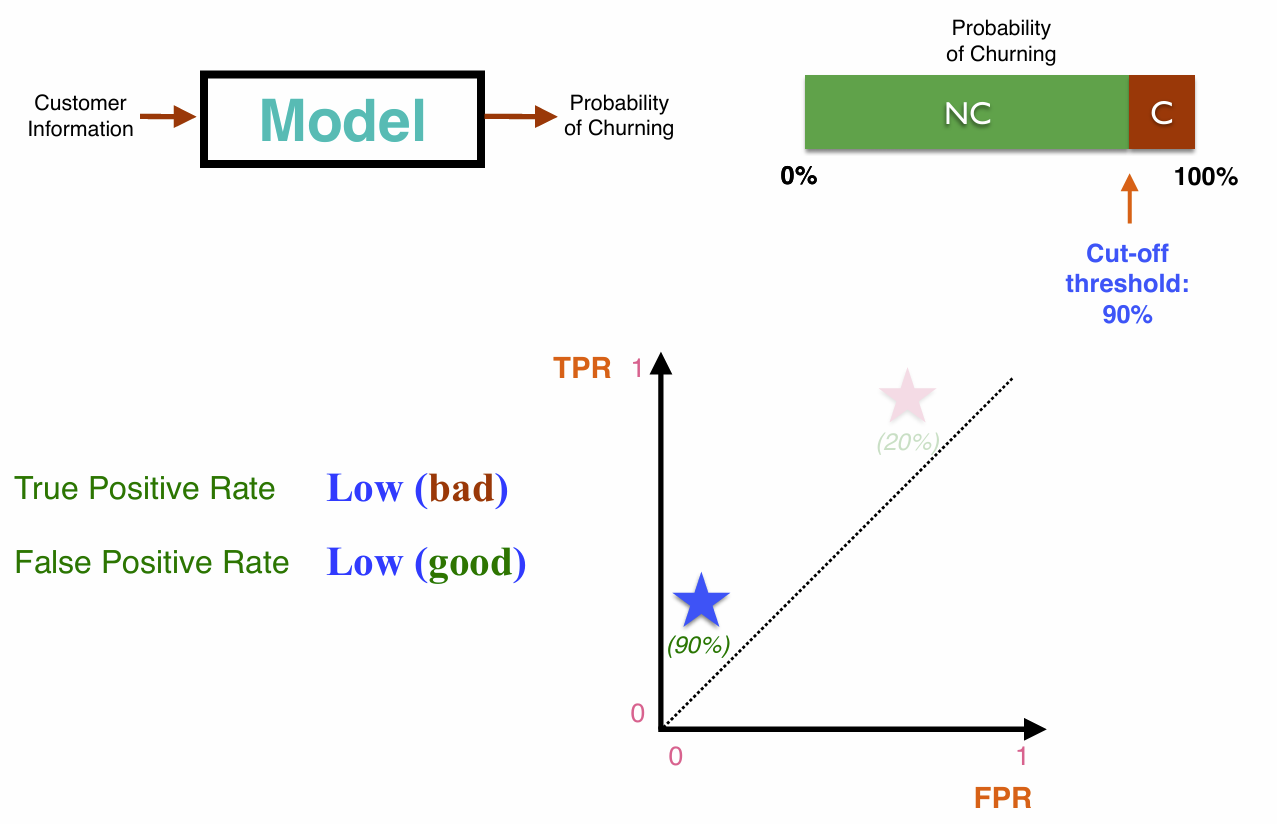 Customer
Information
Model
Probability
of Churning
Probability
of Churning
NC
C
0%
100%
Cut-off
threshold:
90%
TPR
1
(20%)
True Positive Rate
Low (bad)
False Positive Rate
Low (good)
(90%)
0
0
1
FPR